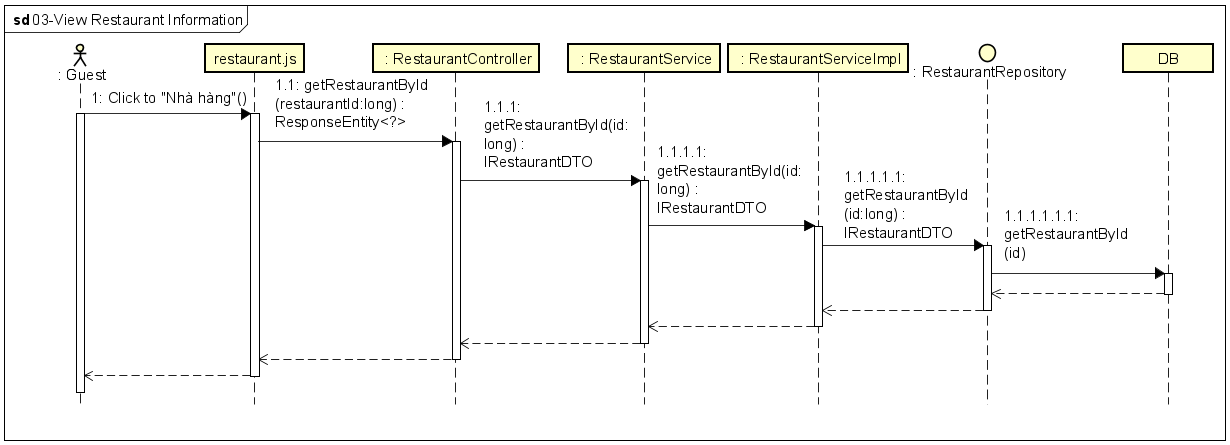 sd 03-View Restaurant Information
: Guest
restaurant.js
: RestaurantController
: RestaurantService
: RestaurantServiceImpl
: RestaurantRepository
DB
1: Click to "Nhà hàng"()
1.1: getRestaurantById
(restaurantId:long) :
ResponseEntity<?>
1.1.1:
getRestaurantById(id:
long) :
IRestaurantDTO
1.1.1.1:
getRestaurantById(id:
long) :
IRestaurantDTO
1.1.1.1.1:
getRestaurantById
(id:long) :
IRestaurantDTO
1.1.1.1.1.1:
getRestaurantById
(id)